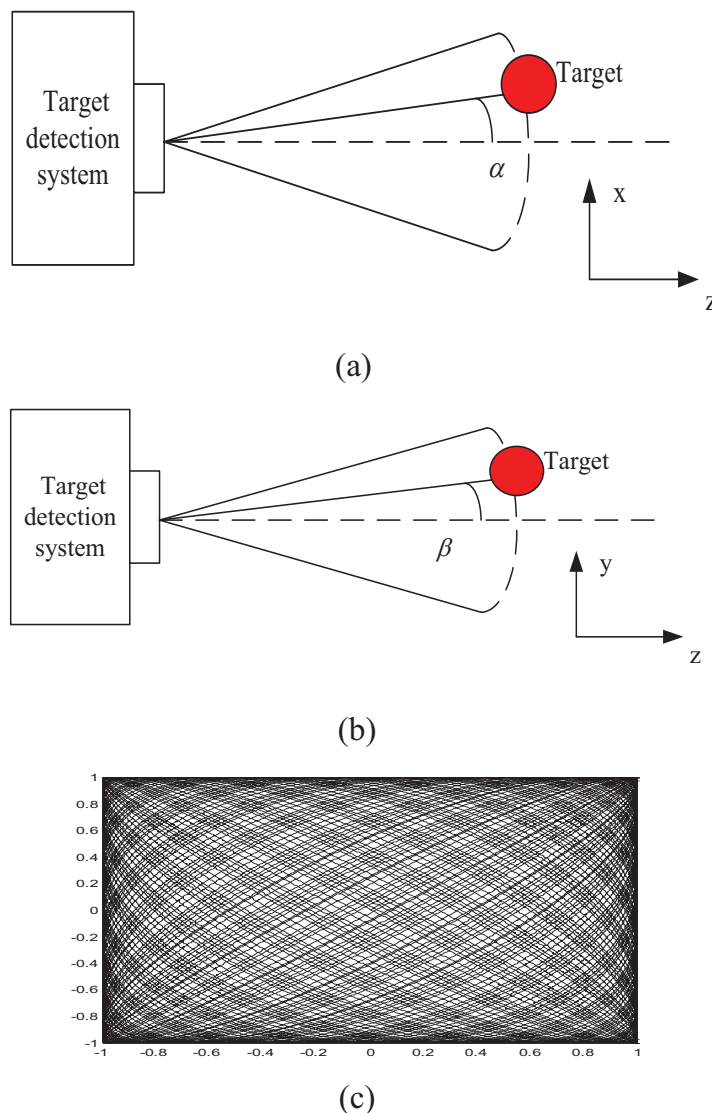 Target
detection
system
Target
α
x
z
(a)
Target
detection
system
Target
β
y
z
(b)
1
0.8
0.6
0.4
0.2
0
-0.2
-0.4
-0.6
-0.8
-1
-1 -0.8 -0.6 -0.4 -0.2 0 0.2 0.4 0.6 0.8 1
(c)